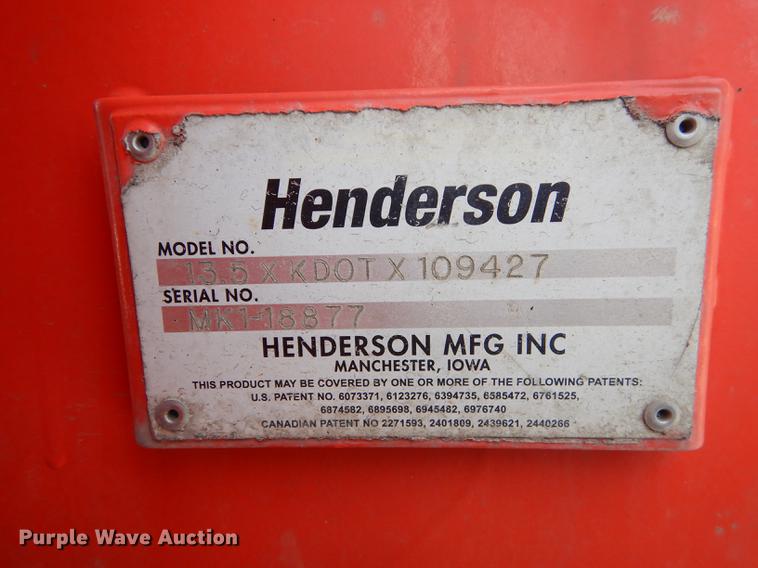 Henderson
MODEL NO.
13.5 X KDOT X 109427
SERIAL NO.
MK1-18877
HENDERSON MFG INC
MANCHESTER, IOWA
THIS PRODUCT MAY BE COVERED BY ONE OR MORE OF THE FOLLOWING PATENTS:
U.S. PATENT NO. 6073371, 6123276, 6394735, 6585472, 6761525,
6874582, 6895698, 6945482, 6976740
CANADIAN PATENT NO 2271593, 2401809, 2439621, 2440266
Purple Wave Auction